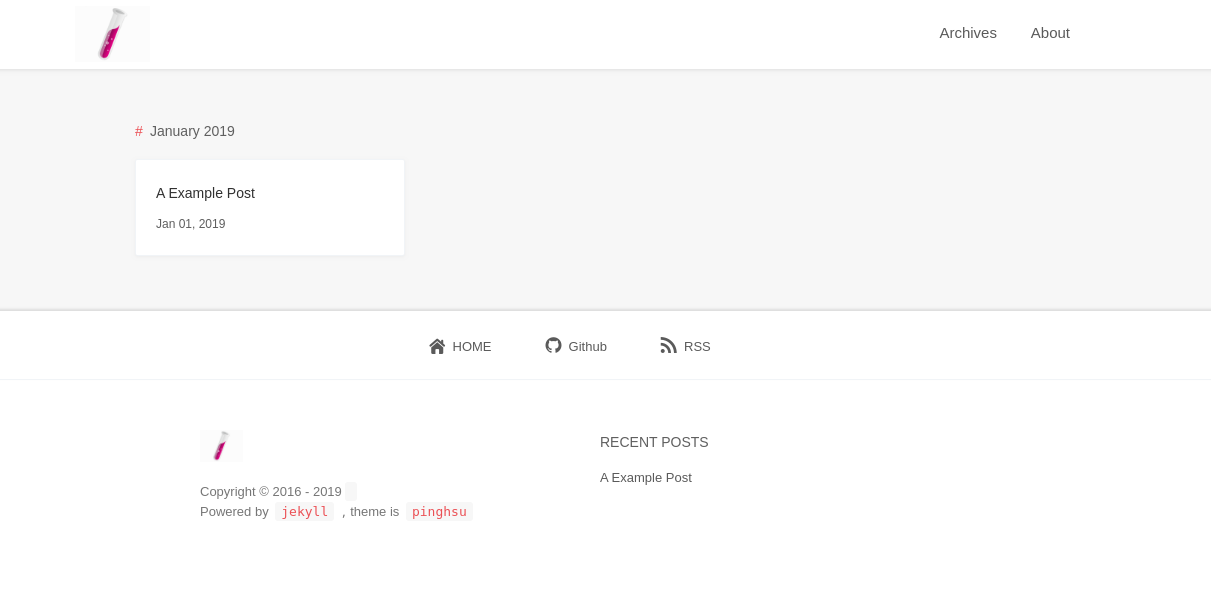 Archives About
# January 2019
A Example Post
Jan 01, 2019
HOME Github RSS
RECENT POSTS
A Example Post
Copyright © 2016 - 2019
Powered by jekyll , theme is pinghsu